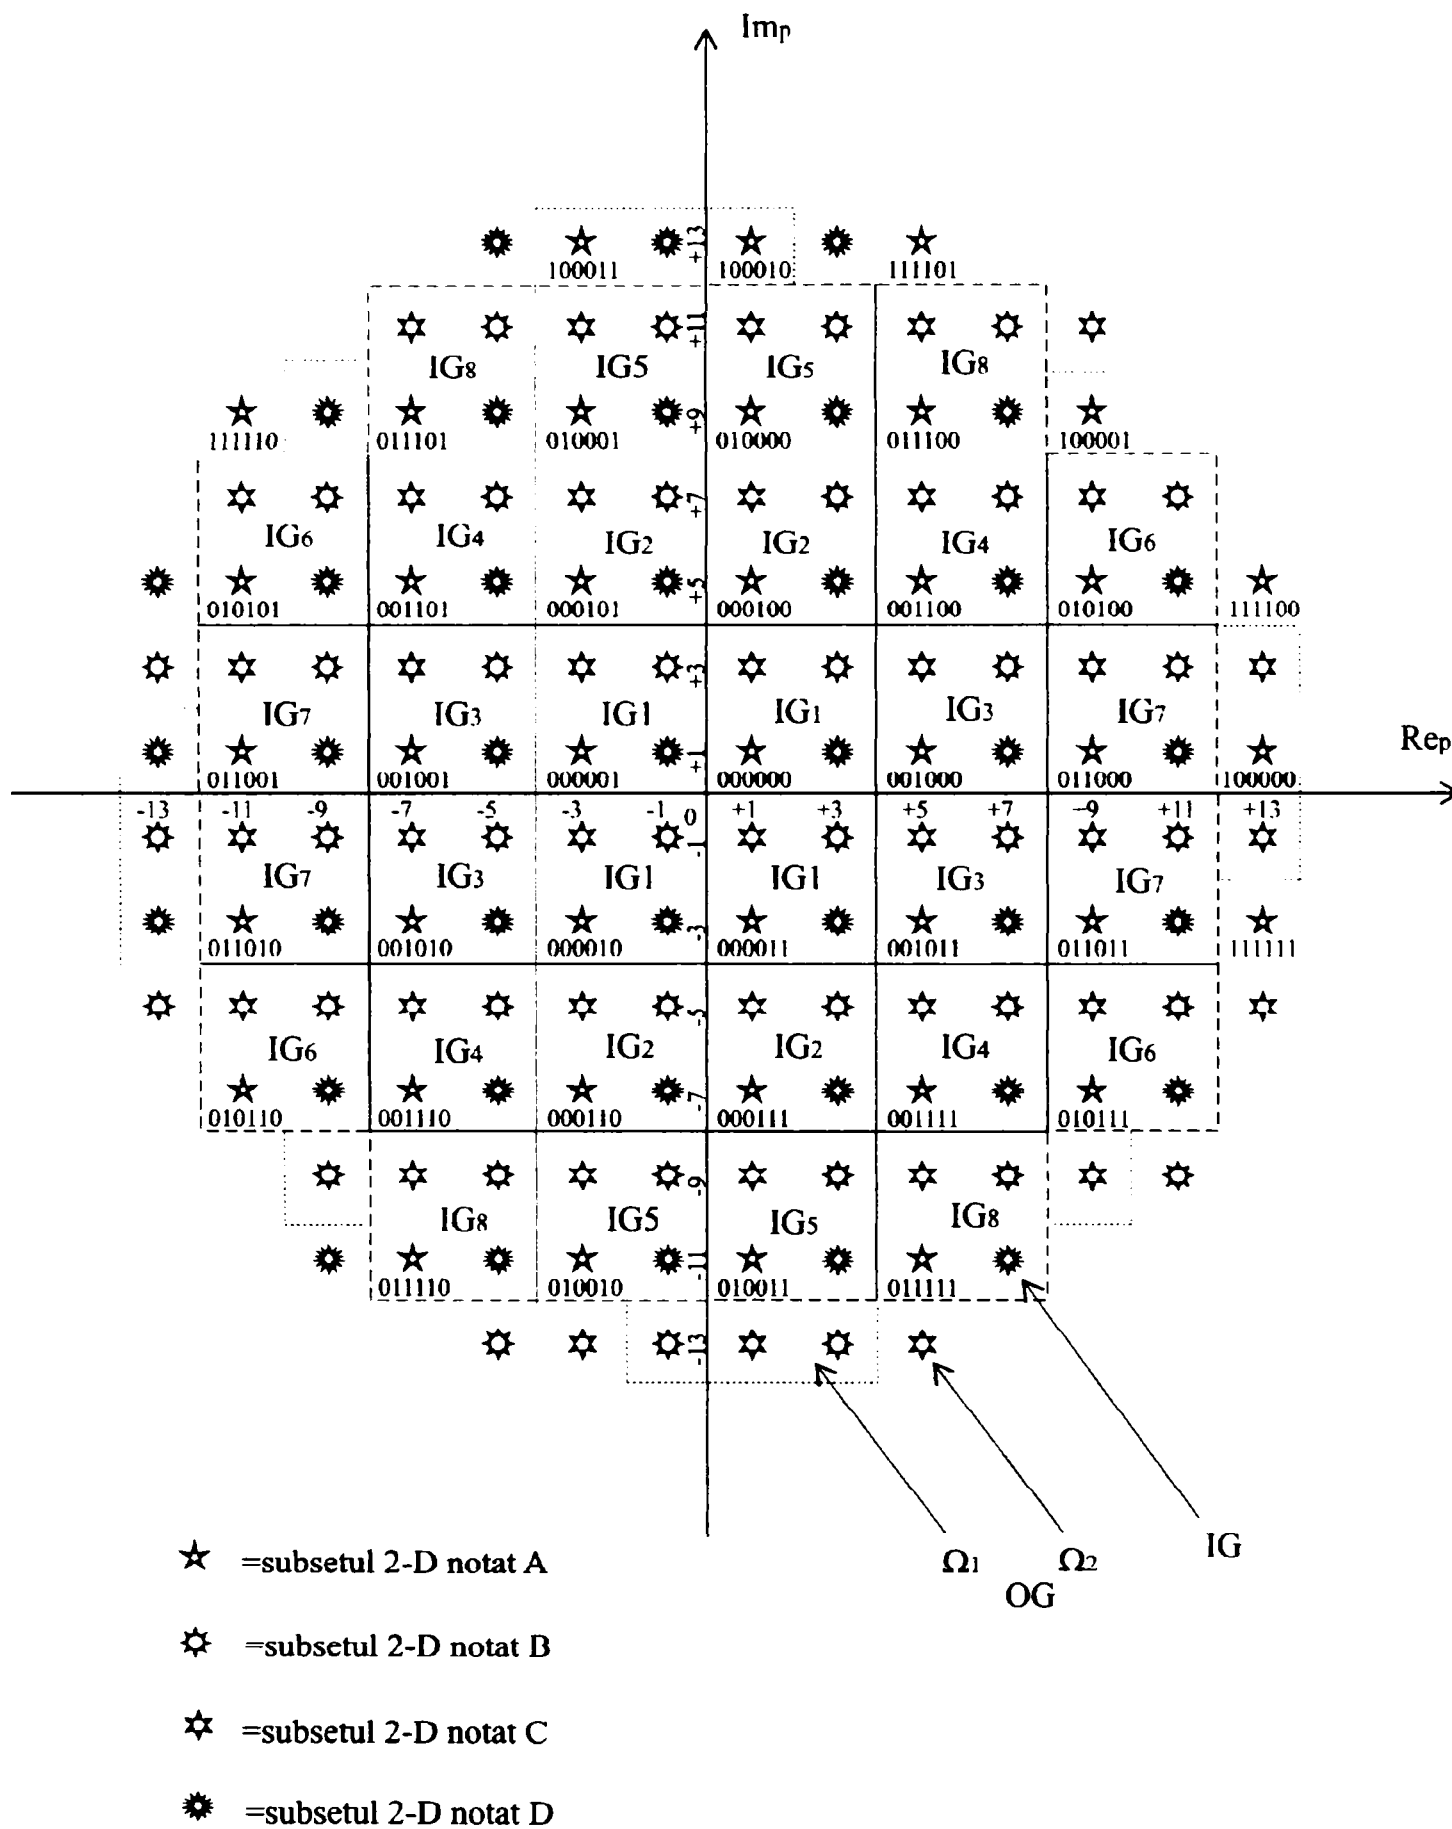 Imp
+13
100011 100010 111101
+11
IG8 IG5 IG5 IG8
+9
111110 011101 010001 010000 011100 100001
+7
IG6 IG4 IG2 IG2 IG4 IG6
+5
010101 001101 000101 000100 001100 010100 111100
+3
IG7 IG3 IG1 IG1 IG3 IG7
Rep
+1
011001 001001 000001 000000 001000 011000 100000
-13 -11 -9 -7 -5 -3 -1 0 +1 +3 +5 +7 +9 +11 +13
-1
IG7 IG3 IG1 IG1 IG3 IG7
-3
011010 001010 000010 000011 001011 011011 111111
-5
IG6 IG4 IG2 IG2 IG4 IG6
-7
010110 001110 000110 000111 001111 010111
-9
IG8 IG5 IG5 IG8
-11
011110 010010 010011 011111
-13
Ω1 Ω2 IG
OG
=subsetul 2-D notat A
=subsetul 2-D notat B
=subsetul 2-D notat C
=subsetul 2-D notat D